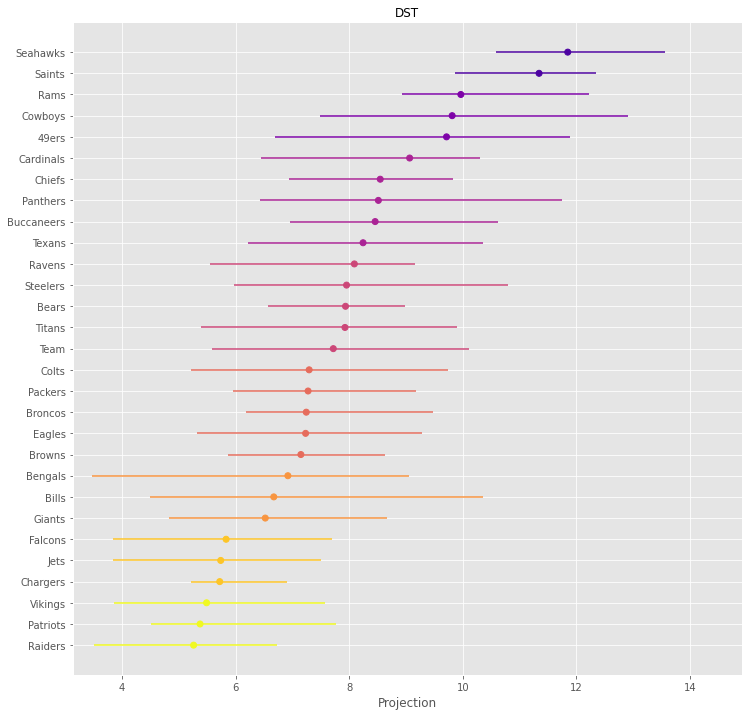 DST
Seahawks
Saints
Rams
Cowboys
49ers
Cardinals
Chiefs
Panthers
Buccaneers
Texans
Ravens
Steelers
Bears
Titans
Team
Colts
Packers
Broncos
Eagles
Browns
Bengals
Bills
Giants
Falcons
Jets
Chargers
Vikings
Patriots
Raiders
4 6 8 10 12 14
Projection